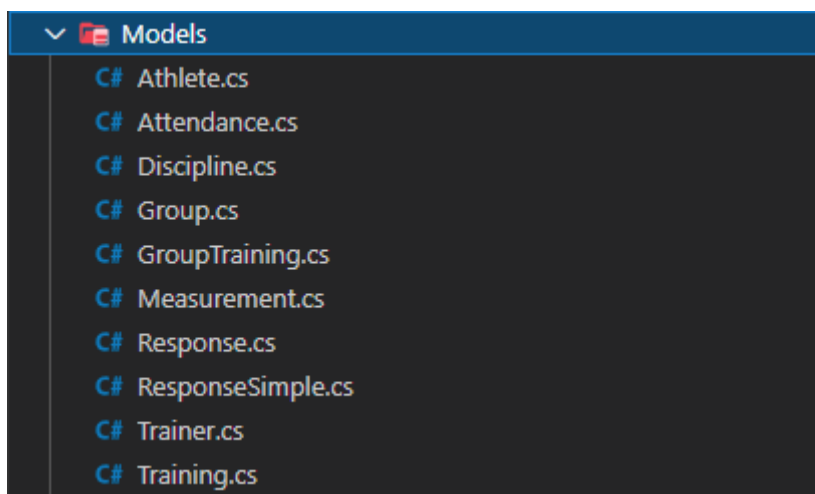 Models
C# Athlete.cs
C# Attendance.cs
C# Discipline.cs
C# Group.cs
C# GroupTraining.cs
C# Measurement.cs
C# Response.cs
C# ResponseSimple.cs
C# Trainer.cs
C# Training.cs